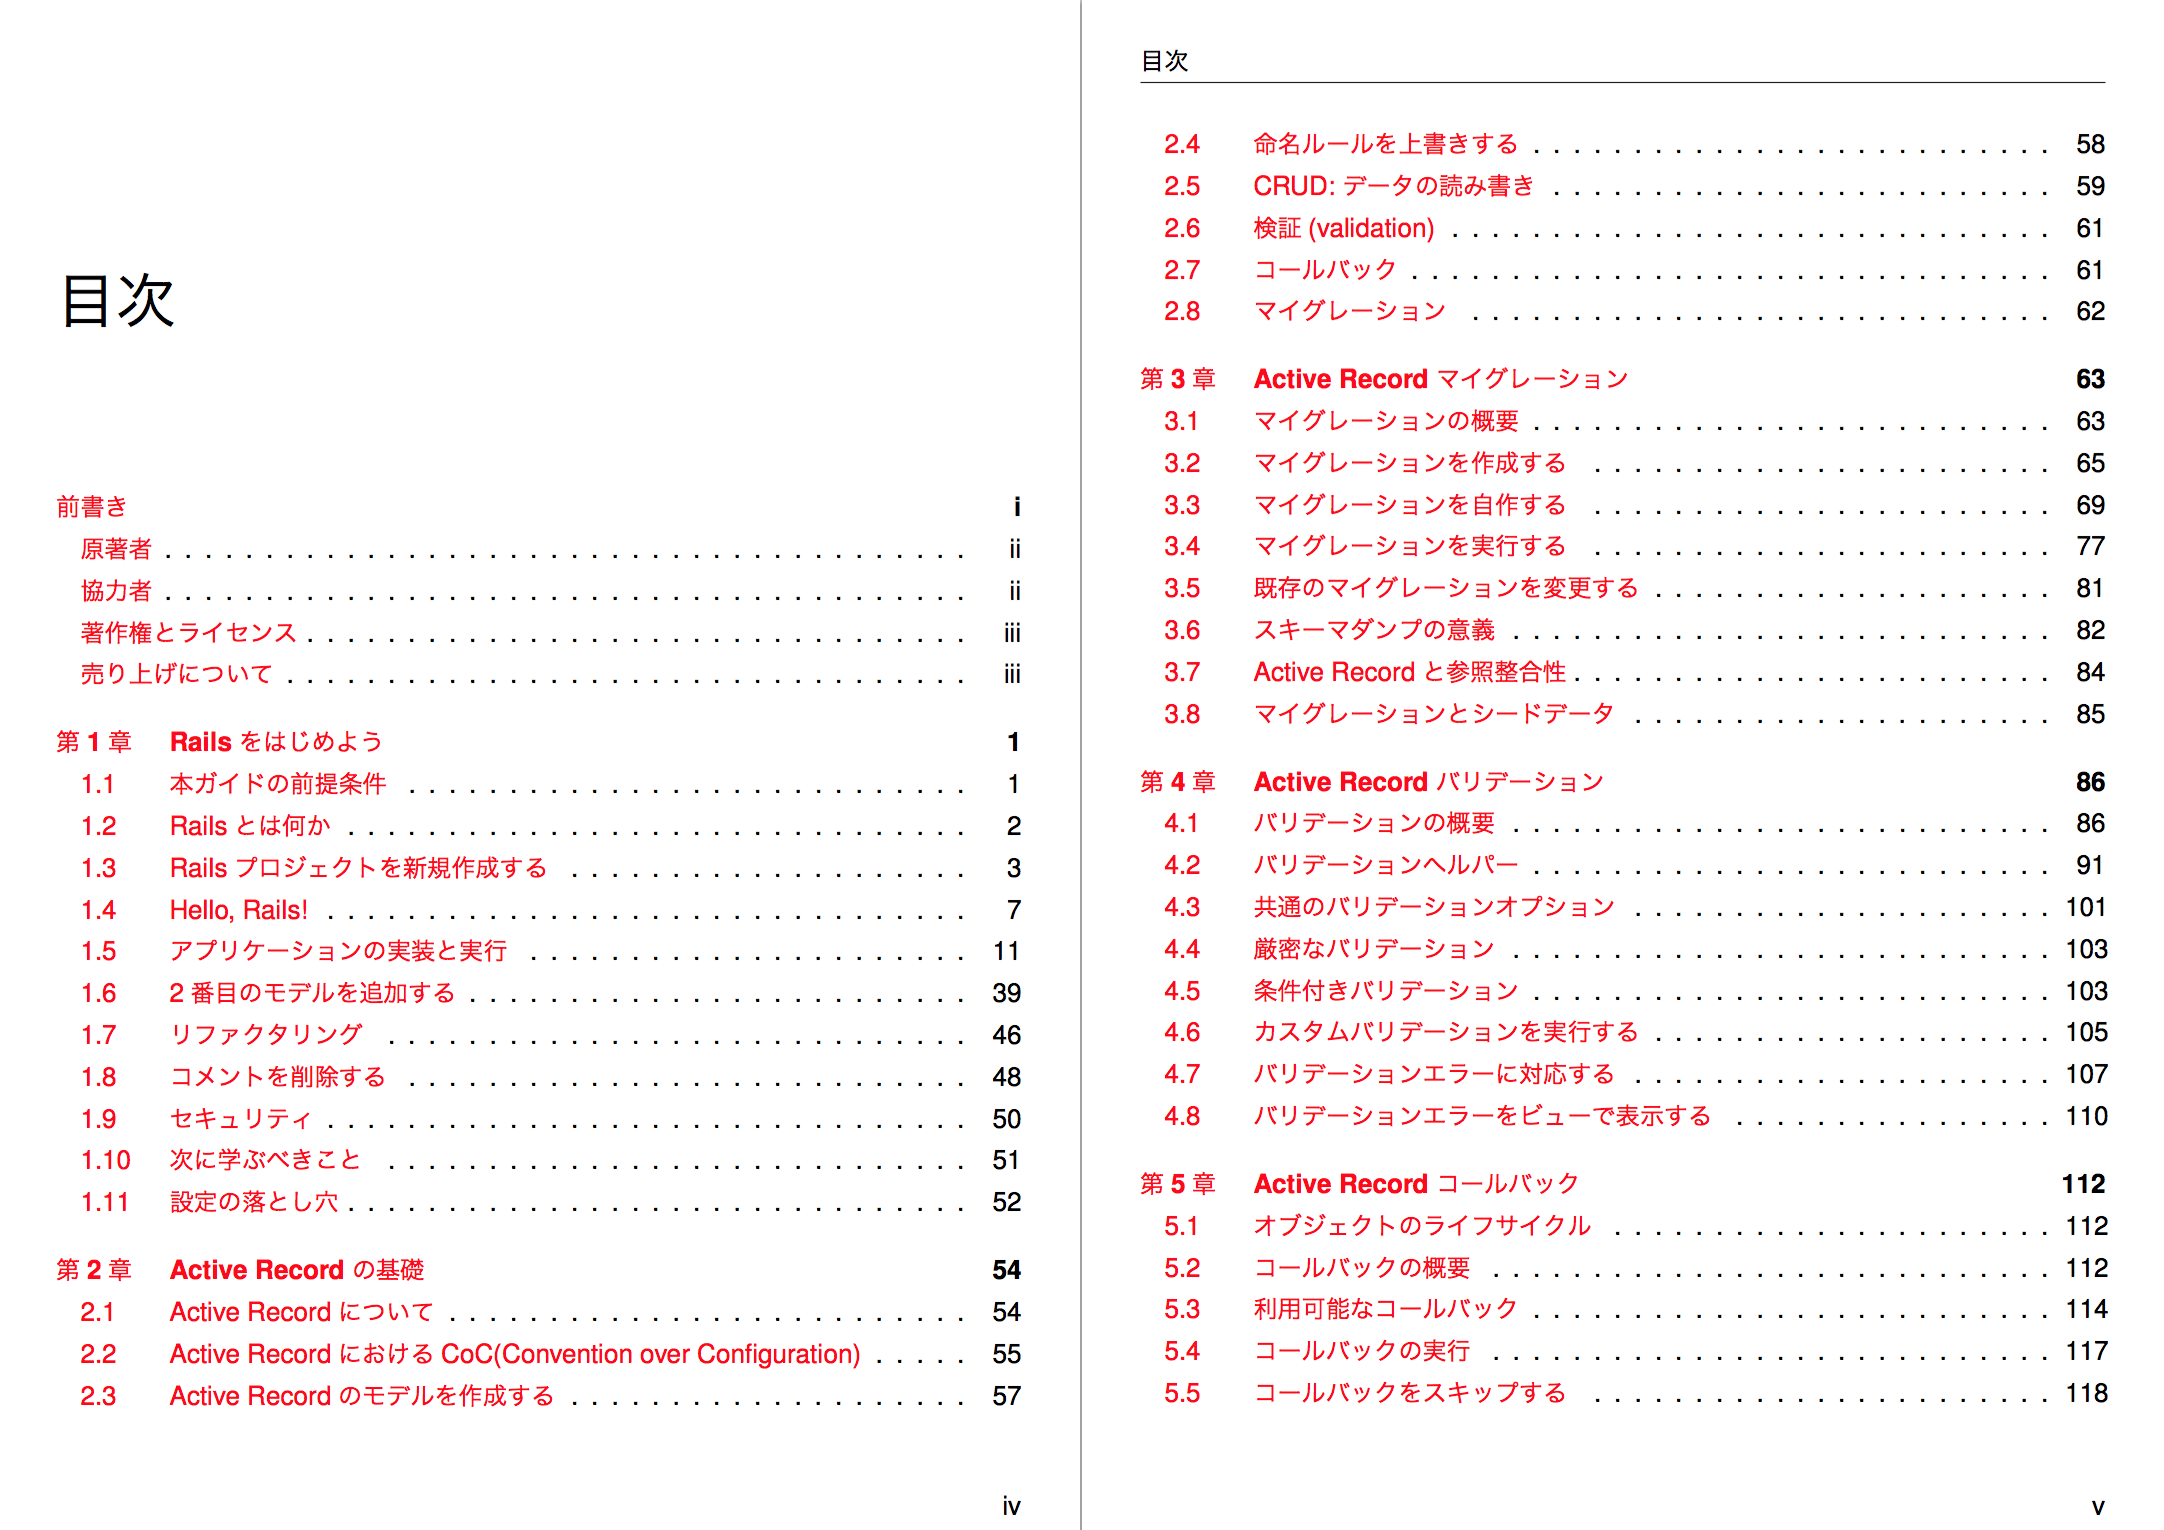 目次
前書き i
原著者 . . . . . . . . . . . . . . . . . . . . . . . . . . . . . . . . . . . . . . . . ii
協力者 . . . . . . . . . . . . . . . . . . . . . . . . . . . . . . . . . . . . . . . . ii
著作権とライセンス . . . . . . . . . . . . . . . . . . . . . . . . . . . . . . . . . iii
売り上げについて . . . . . . . . . . . . . . . . . . . . . . . . . . . . . . . . . . iii
第 1 章 Rails をはじめよう 1
1.1 本ガイドの前提条件 . . . . . . . . . . . . . . . . . . . . . . . . . . . . 1
1.2 Rails とは何か . . . . . . . . . . . . . . . . . . . . . . . . . . . . . . . 2
1.3 Rails プロジェクトを新規作成する . . . . . . . . . . . . . . . . . . . . 3
1.4 Hello, Rails! . . . . . . . . . . . . . . . . . . . . . . . . . . . . . . . . 7
1.5 アプリケーションの実装と実行 . . . . . . . . . . . . . . . . . . . . . . 11
1.6 2 番目のモデルを追加する . . . . . . . . . . . . . . . . . . . . . . . . . 39
1.7 リファクタリング . . . . . . . . . . . . . . . . . . . . . . . . . . . . . 46
1.8 コメントを削除する . . . . . . . . . . . . . . . . . . . . . . . . . . . . 48
1.9 セキュリティ . . . . . . . . . . . . . . . . . . . . . . . . . . . . . . . . 50
1.10 次に学ぶべきこと . . . . . . . . . . . . . . . . . . . . . . . . . . . . . 51
1.11 設定の落とし穴 . . . . . . . . . . . . . . . . . . . . . . . . . . . . . . . 52
第 2 章 Active Record の基礎 54
2.1 Active Record について . . . . . . . . . . . . . . . . . . . . . . . . . . 54
2.2 Active Record における CoC(Convention over Configuration) . . . . . 55
2.3 Active Record のモデルを作成する . . . . . . . . . . . . . . . . . . . . 57
iv
目次
2.4 命名ルールを上書きする . . . . . . . . . . . . . . . . . . . . . . . . . . 58
2.5 CRUD: データの読み書き . . . . . . . . . . . . . . . . . . . . . . . . . 59
2.6 検証 (validation) . . . . . . . . . . . . . . . . . . . . . . . . . . . . . . 61
2.7 コールバック . . . . . . . . . . . . . . . . . . . . . . . . . . . . . . . . 61
2.8 マイグレーション . . . . . . . . . . . . . . . . . . . . . . . . . . . . . 62
第 3 章 Active Record マイグレーション 63
3.1 マイグレーションの概要 . . . . . . . . . . . . . . . . . . . . . . . . . . 63
3.2 マイグレーションを作成する . . . . . . . . . . . . . . . . . . . . . . . 65
3.3 マイグレーションを自作する . . . . . . . . . . . . . . . . . . . . . . . 69
3.4 マイグレーションを実行する . . . . . . . . . . . . . . . . . . . . . . . 77
3.5 既存のマイグレーションを変更する . . . . . . . . . . . . . . . . . . . . 81
3.6 スキーマダンプの意義 . . . . . . . . . . . . . . . . . . . . . . . . . . . 82
3.7 Active Record と参照整合性 . . . . . . . . . . . . . . . . . . . . . . . . 84
3.8 マイグレーションとシードデータ . . . . . . . . . . . . . . . . . . . . . 85
第 4 章 Active Record バリデーション 86
4.1 バリデーションの概要 . . . . . . . . . . . . . . . . . . . . . . . . . . . 86
4.2 バリデーションヘルパー . . . . . . . . . . . . . . . . . . . . . . . . . . 91
4.3 共通のバリデーションオプション . . . . . . . . . . . . . . . . . . . . . 101
4.4 厳密なバリデーション . . . . . . . . . . . . . . . . . . . . . . . . . . . 103
4.5 条件付きバリデーション . . . . . . . . . . . . . . . . . . . . . . . . . . 103
4.6 カスタムバリデーションを実行する . . . . . . . . . . . . . . . . . . . . 105
4.7 バリデーションエラーに対応する . . . . . . . . . . . . . . . . . . . . . 107
4.8 バリデーションエラーをビューで表示する . . . . . . . . . . . . . . . . 110
第 5 章 Active Record コールバック 112
5.1 オブジェクトのライフサイクル . . . . . . . . . . . . . . . . . . . . . . 112
5.2 コールバックの概要 . . . . . . . . . . . . . . . . . . . . . . . . . . . . 112
5.3 利用可能なコールバック . . . . . . . . . . . . . . . . . . . . . . . . . . 114
5.4 コールバックの実行 . . . . . . . . . . . . . . . . . . . . . . . . . . . . 117
5.5 コールバックをスキップする . . . . . . . . . . . . . . . . . . . . . . . 118
v